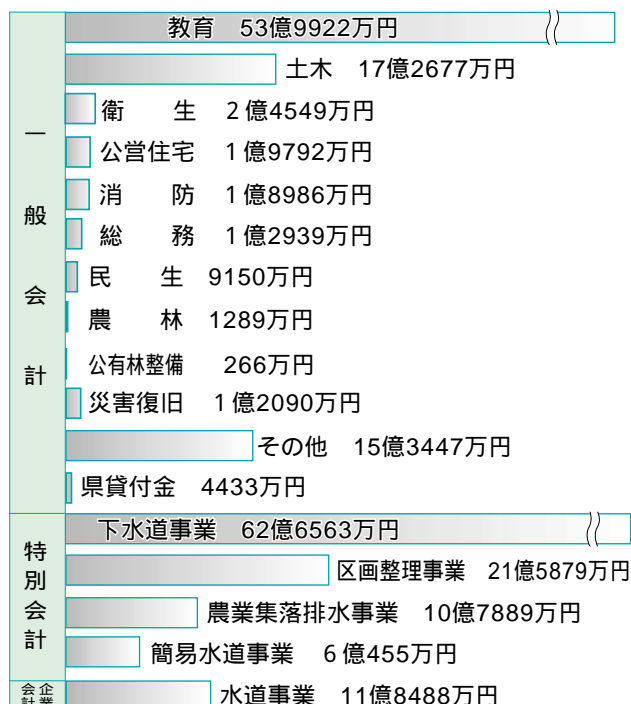 一般会計
教育 53億9922万円
土木 17億2677万円
衛生 2億4549万円
公営住宅 1億9792万円
消防 1億8986万円
総務 1億2939万円
民生 9150万円
農林 1289万円
公有林整備 266万円
災害復旧 1億2090万円
その他 15億3447万円
県貸付金 4433万円
特別会計
下水道事業 62億6563万円
区画整理事業 21億5879万円
農業集落排水事業 10億7889万円
簡易水道事業 6億455万円
企業会計
水道事業 11億8488万円